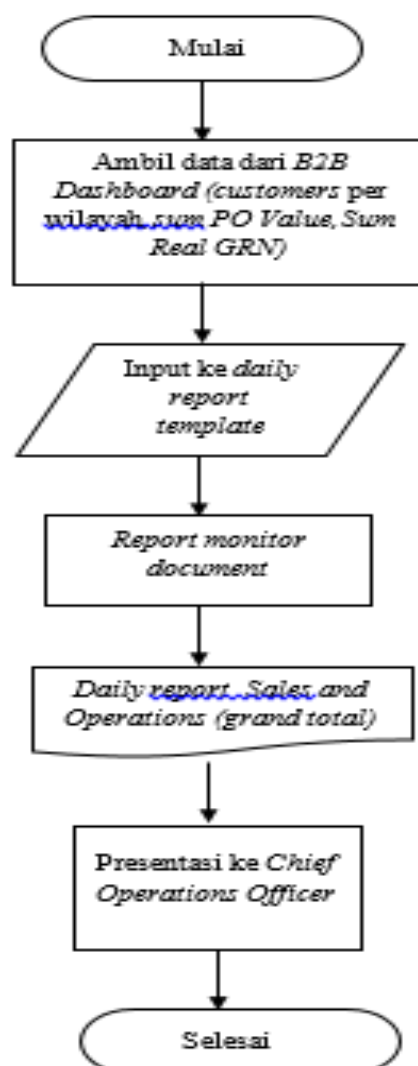 Mulai
Ambil data dari B2B
Dashboard (customers per
wilayah, sum PO Value, Sum
Real GRN)
Input ke daily
report
template
Report monitor
document
Daily report Sales and
Operations (grand total)
Presentasi ke Chief
Operations Officer
Selesai